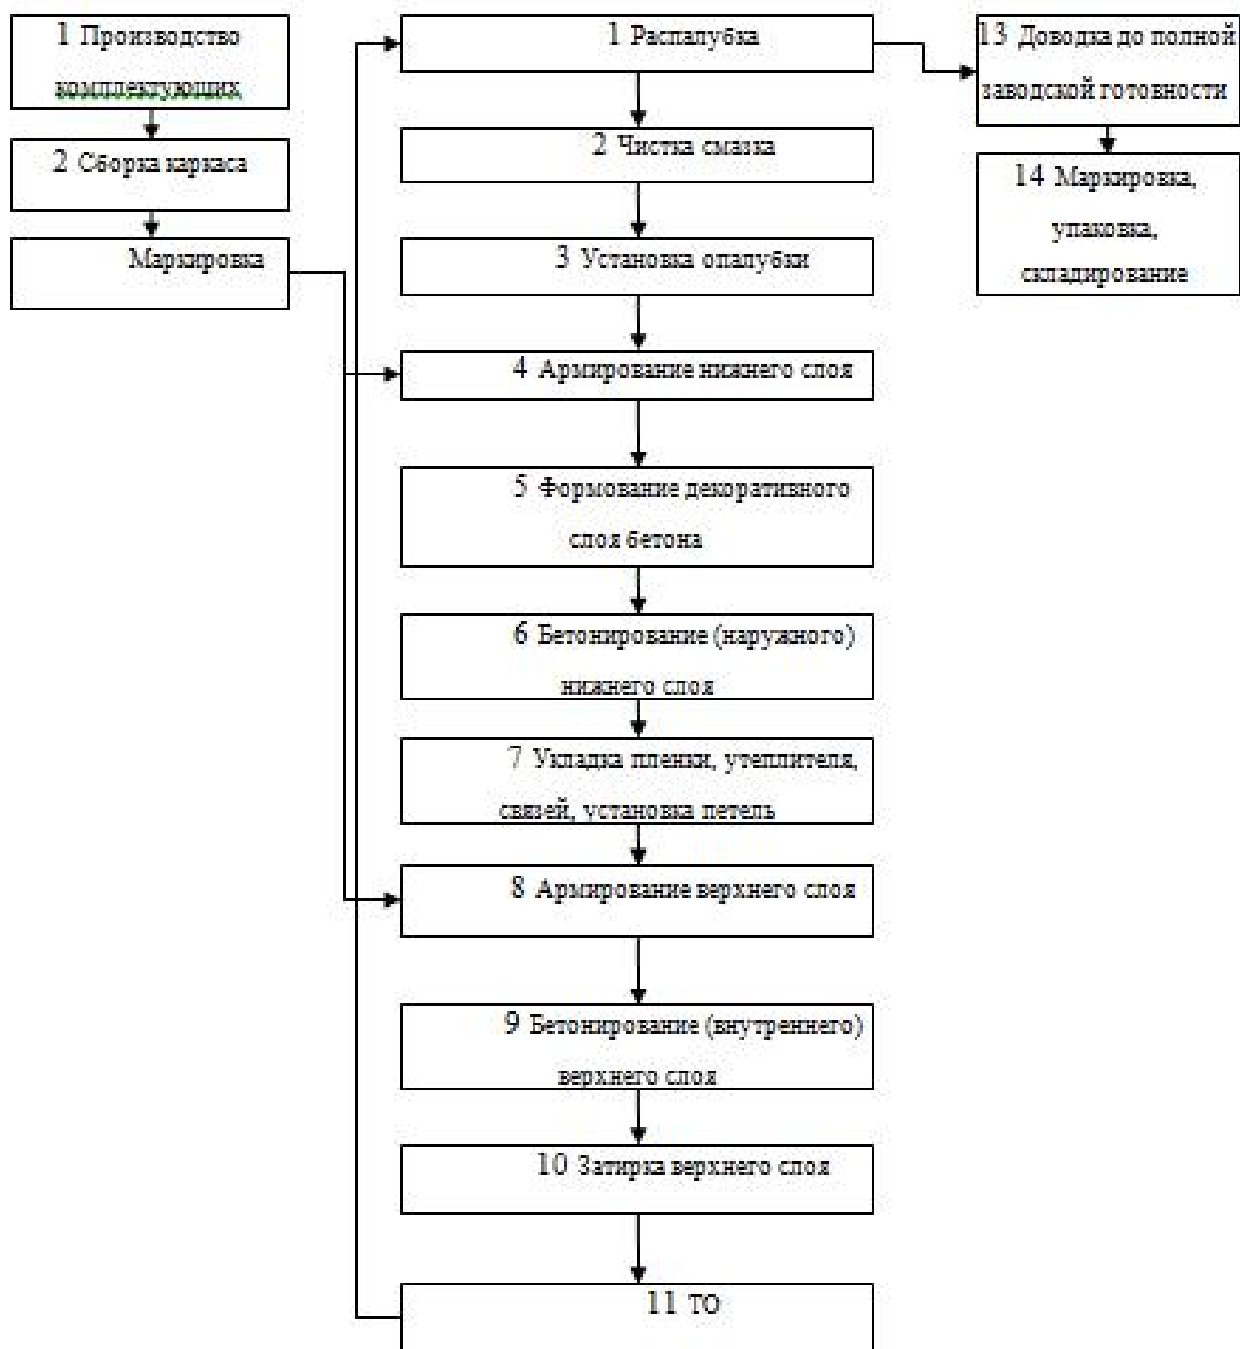 1 Производство
комплектующих
2 Сборка каркаса
Маркировка
1 Распалубка
2 Чистка смазка
3 Установка опалубки
4 Армирование нижнего слоя
5 Формование декоративного
слоя бетона
6 Бетонирование (наружного)
нижнего слоя
7 Укладка пленки, утеплителя,
связей, установка петель
8 Армирование верхнего слоя
9 Бетонирование (внутреннего)
верхнего слоя
10 Затирка верхнего слоя
11 ТО
13 Доводка до полной
заводской готовности
14 Маркировка,
упаковка,
складирование